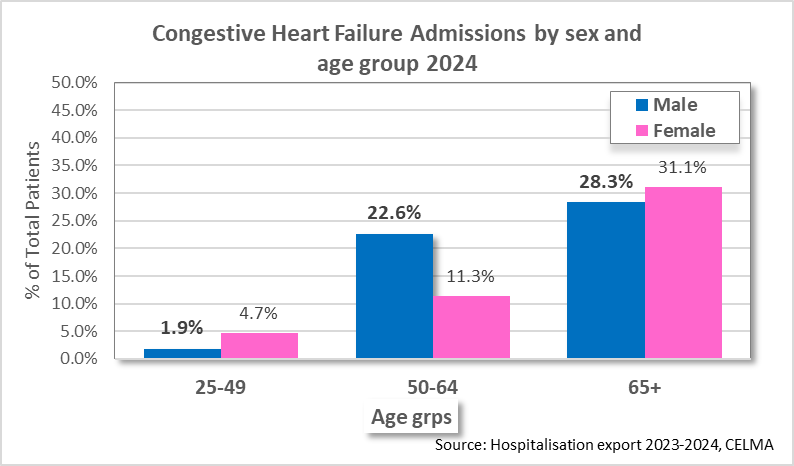 Congestive Heart Failure Admissions by sex and
age group 2024
50.0%
45.0%
40.0%
35.0%
30.0%
25.0%
20.0%
15.0%
10.0%
5.0%
0.0%
% of Total Patients
Male
Female
1.9%
4.7%
22.6%
11.3%
28.3%
31.1%
25-49
50-64
65+
Age grps
Source: Hospitalisation export 2023-2024, CELMA